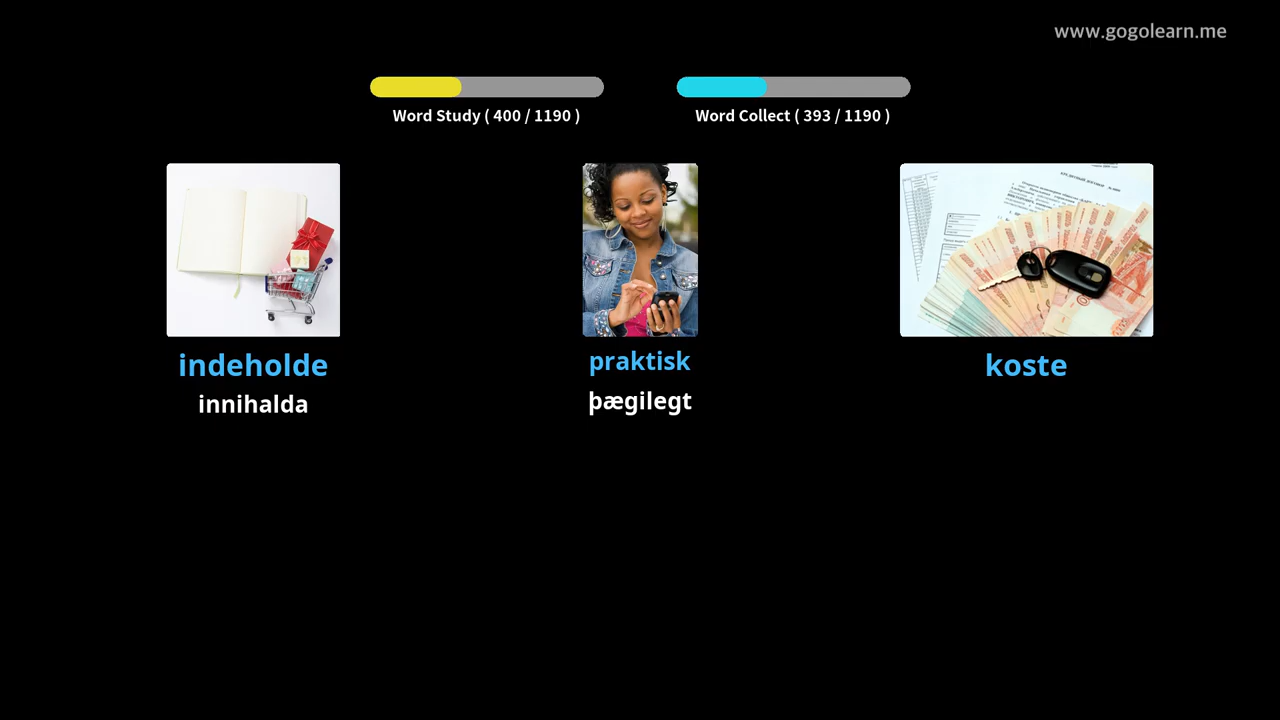 www.gogolearn.me
Word Study ( 400 / 1190 )
Word Collect ( 393 / 1190 )
indeholde
innihalda
praktisk
þægilegt
koste